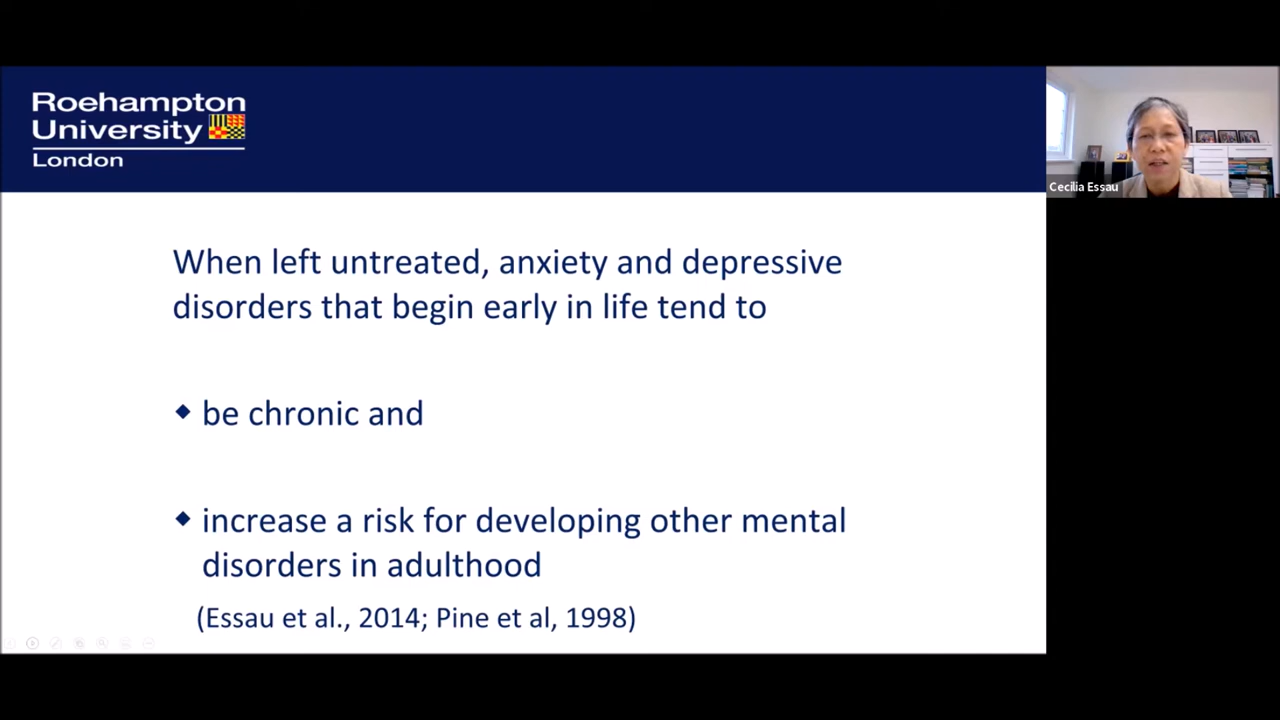 Roehampton
University
London
Cecilia Essau
When left untreated, anxiety and depressive
disorders that begin early in life tend to
◆ be chronic and
◆ increase a risk for developing other mental
disorders in adulthood
(Essau et al., 2014; Pine et al, 1998)